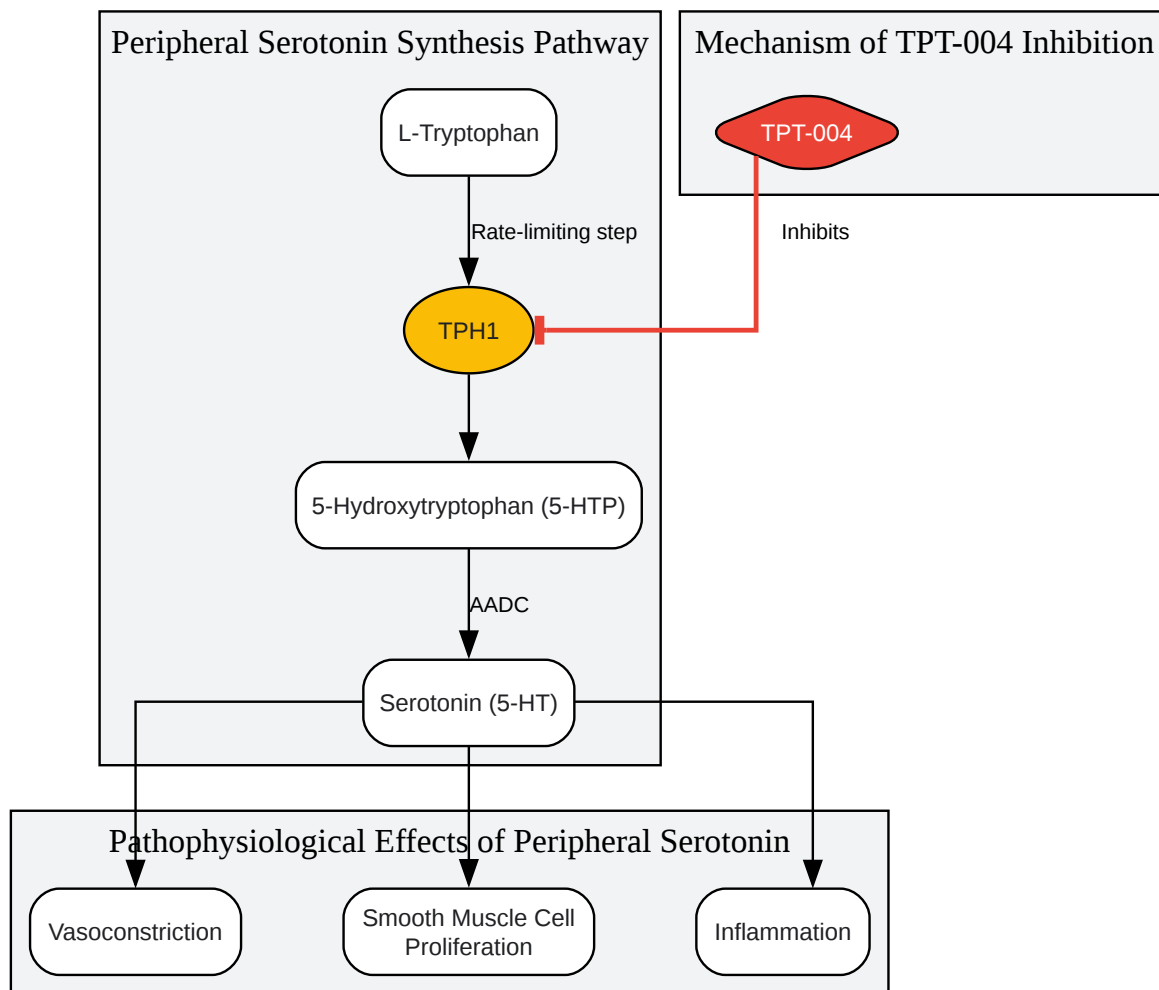 Peripheral Serotonin Synthesis Pathway
Mechanism of TPT-004 Inhibition
L-Tryptophan
TPT-004
Rate-limiting step
Inhibits
TPH1
5-Hydroxytryptophan (5-HTP)
AADC
Serotonin (5-HT)
Pathophysiological Effects of Peripheral Serotonin
Vasoconstriction
Smooth Muscle Cell
Proliferation
Inflammation